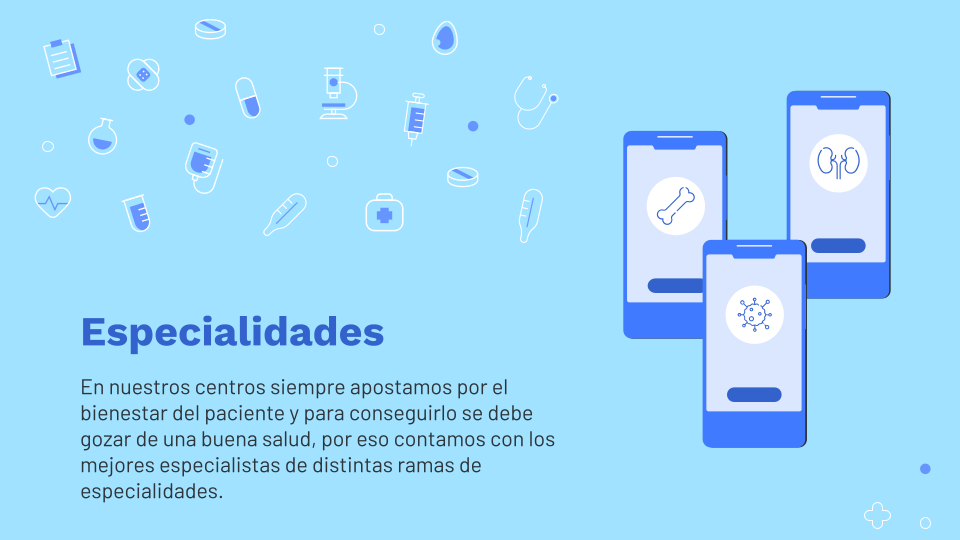 Especialidades
En nuestros centros siempre apostamos por el
bienestar del paciente y para conseguirlo se debe
gozar de una buena salud, por eso contamos con los
mejores especialistas de distintas ramas de
especialidades.